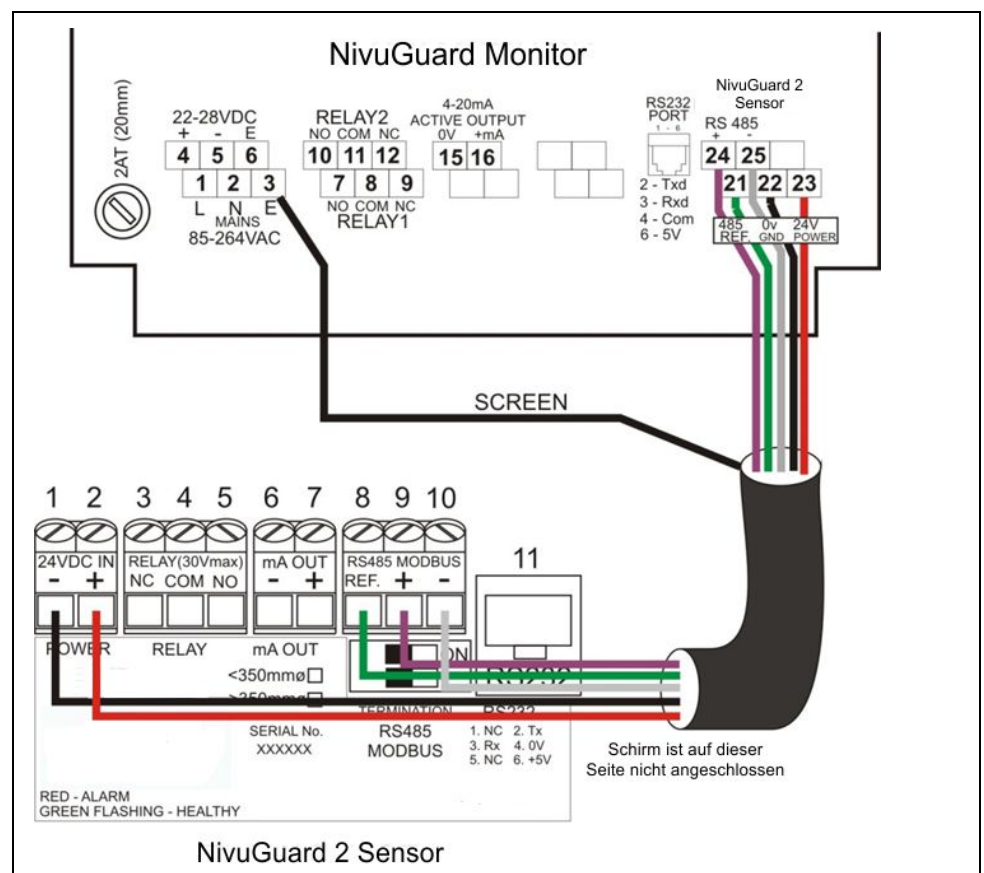 NivuGuard Monitor
2AT (20mm)
22-28VDC
+ - E
4 5 6
1 2 3
L N E
MAINS
85-264VAC
RELAY2
NO COM NC
10 11 12
7 8 9
NO COM NC
RELAY1
4-20mA
ACTIVE OUTPUT
0V +mA
15 16
RS232
PORT
1 - 6
2 - Txd
3 - Rxd
4 - Com
6 - 5V
NivuGuard 2
Sensor
RS 485
+ -
24 25
21 22 23
485 0v 24V
REF. GND POWER
SCREEN
1 2 3 4 5 6 7 8 9 10
11
24VDC IN RELAY(30Vmax) mA OUT RS485 MODBUS
- + NC COM NO - + REF. + -
POWER RELAY mA OUT
ON
RS232
<350mmø
>350mmø
TERMINATION RS232
SERIAL No.
XXXXXX
RS485
MODBUS
1. NC 2. Tx
3. Rx 4. 0V
5. NC 6. +5V
Schirm ist auf dieser
Seite nicht angeschlossen
RED - ALARM
GREEN FLASHING - HEALTHY
NivuGuard 2 Sensor